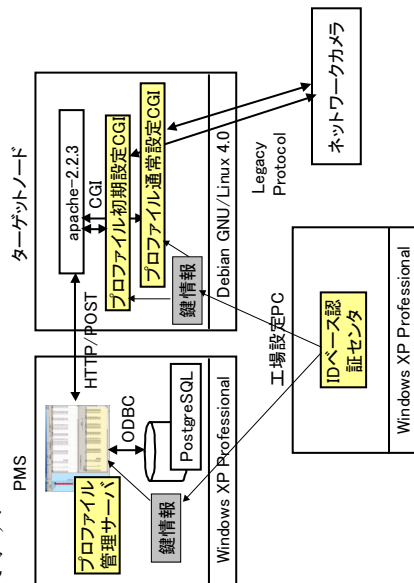 PMS
プロファイル
管理サーバ
ODBC
PostgreSQL
鍵情報
Windows XP Professional
HTTP/POST
ターゲットノード
apache-2.2.3
CGI
プロファイル初期設定CGI
プロファイル通常設定CGI
鍵情報
Debian GNU/Linux 4.0
Legacy
Protocol
ネットワークカメラ
工場設定PC
IDベース認
証センタ
Windows XP Professional